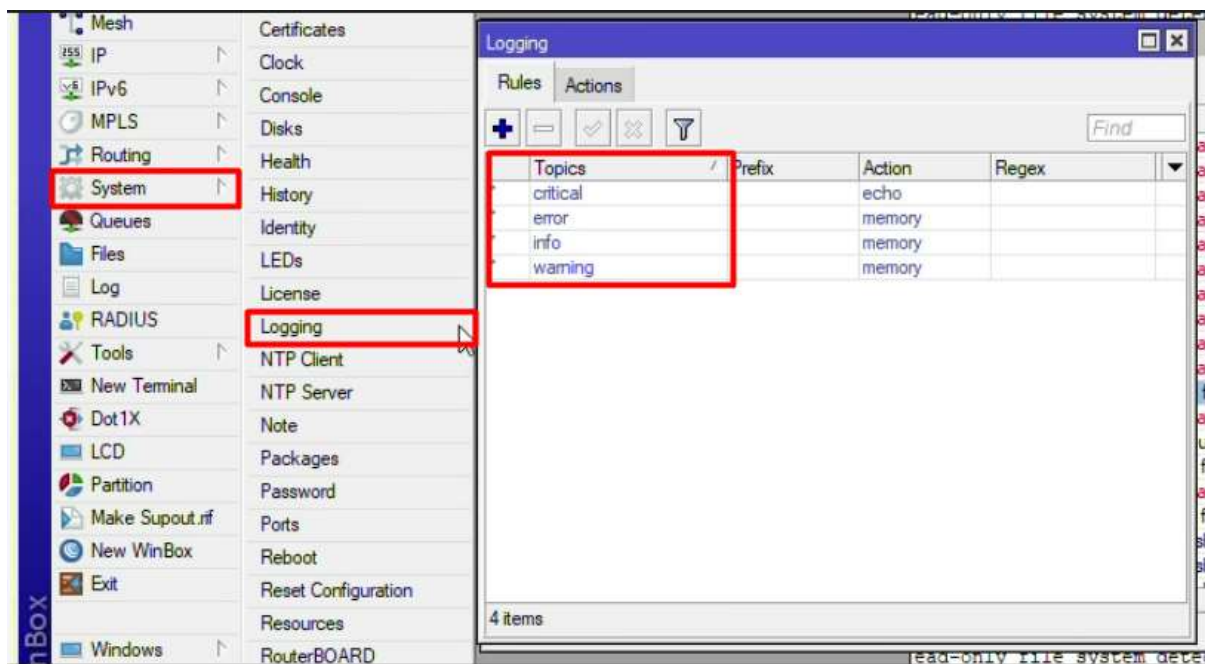 Mesh
IP
IPv6
MPLS
Routing
System
Queues
Files
Log
RADIUS
Tools
New Terminal
Dot1X
LCD
Partition
Make Supout.rif
New WinBox
Exit
Windows
Certificates
Clock
Console
Disks
Health
History
Identity
LEDs
License
Logging
NTP Client
NTP Server
Note
Packages
Password
Ports
Reboot
Reset Configuration
Resources
RouterBOARD
Logging
Rules Actions
Find
Topics Prefix Action Regex
critical echo
error memory
info memory
warning memory
4 items
ead-only file system dete